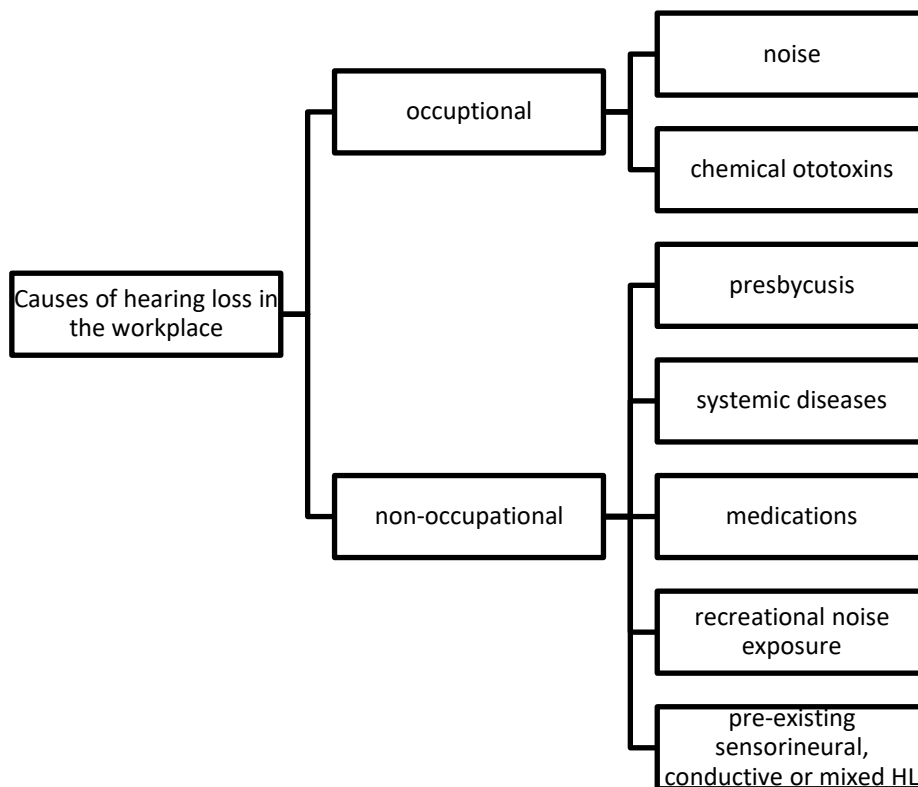 noise
occuptional
chemical ototoxins
Causes of hearing loss in
the workplace
presbycusis
systemic diseases
non-occupational
medications
recreational noise
exposure
pre-existing
sensorineural,
conductive or mixed HL